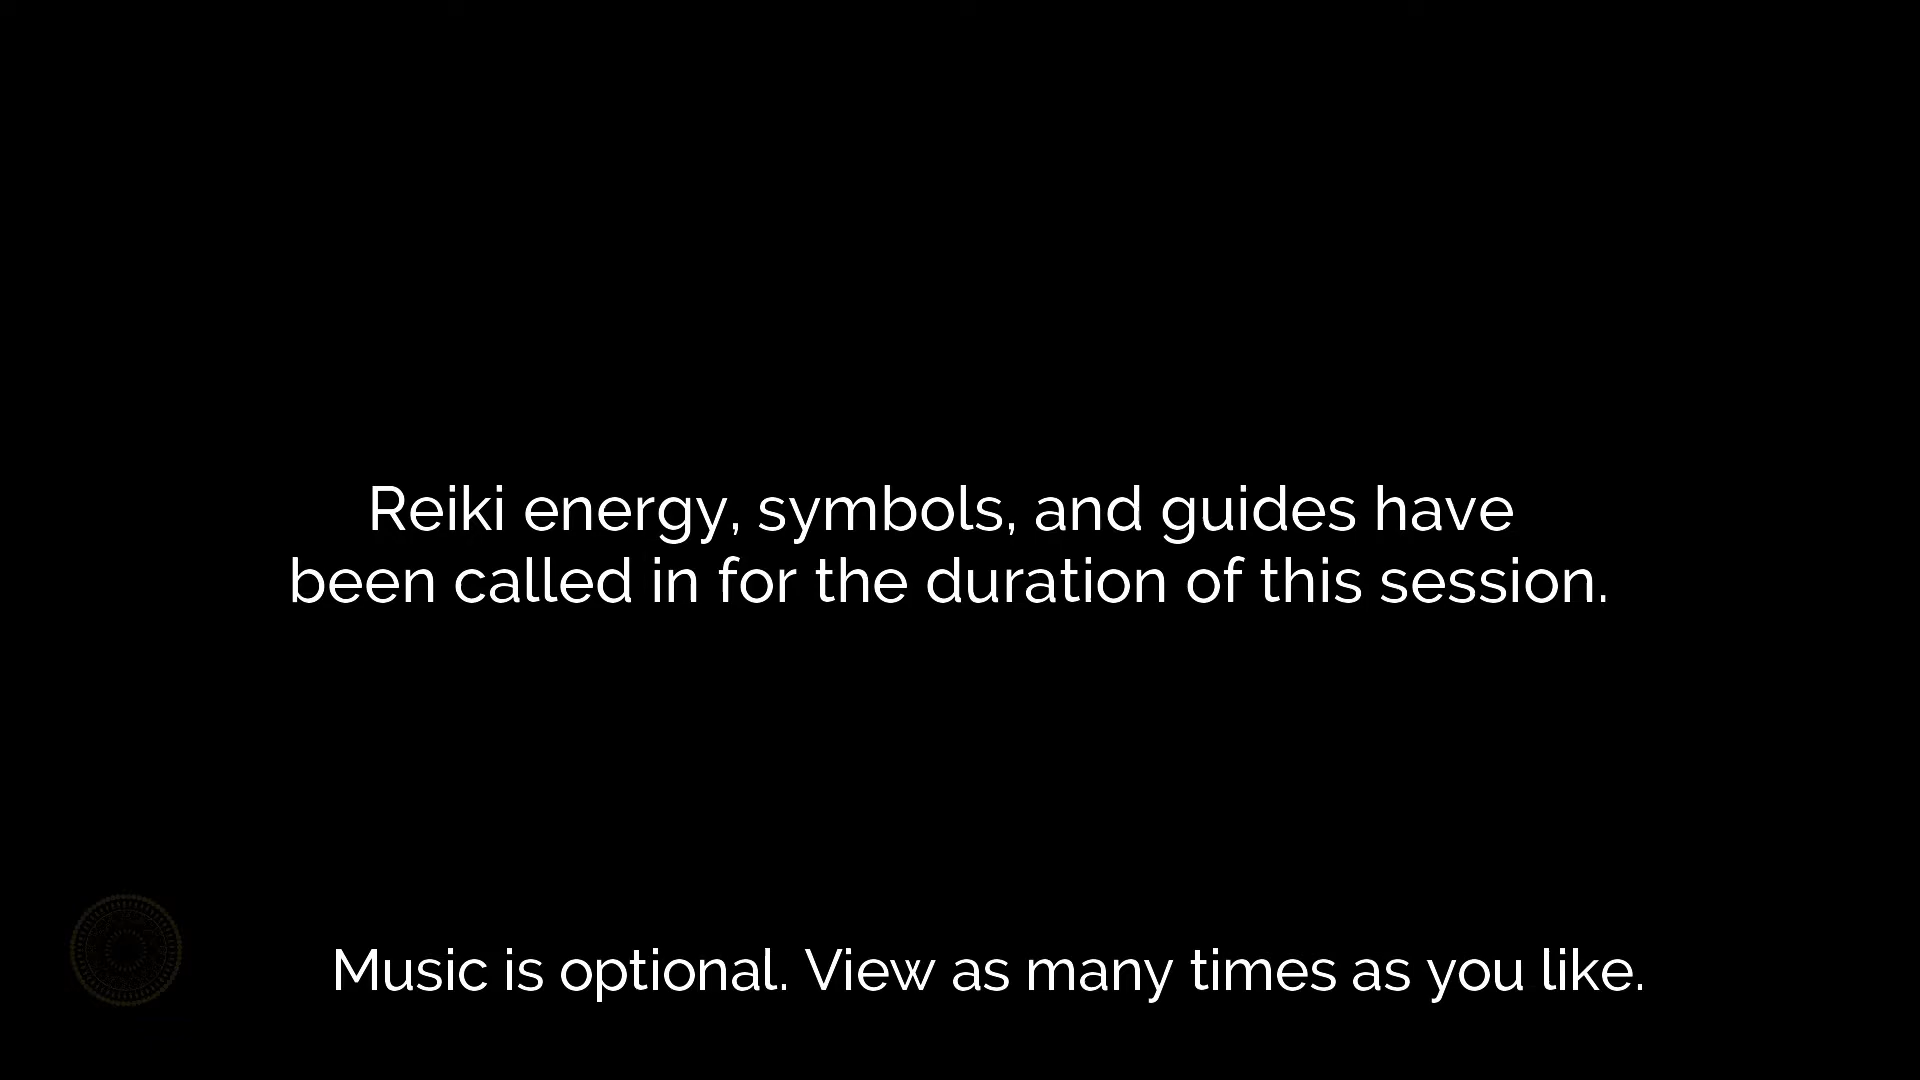 Reiki energy, symbols, and guides have
been called in for the duration of this session.
Music is optional. View as many times as you like.